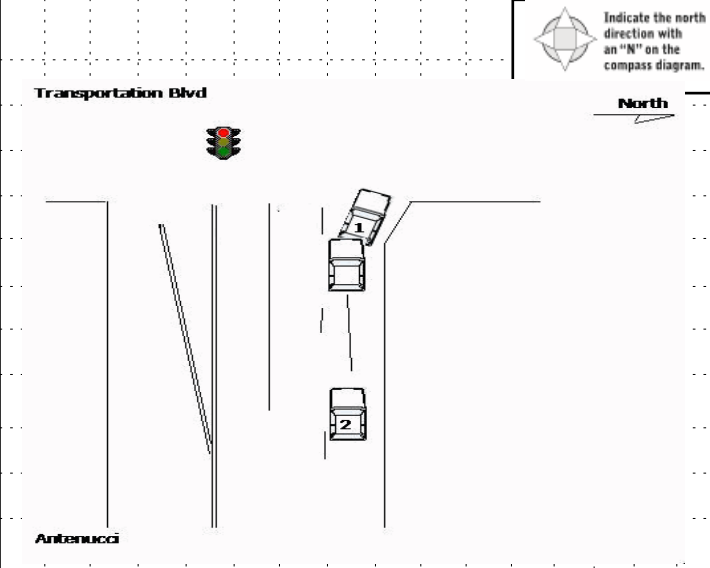 Indicate the north
direction with
an "N" on the
compass diagram.
Transportation Blvd
North
1
2
Antenucci